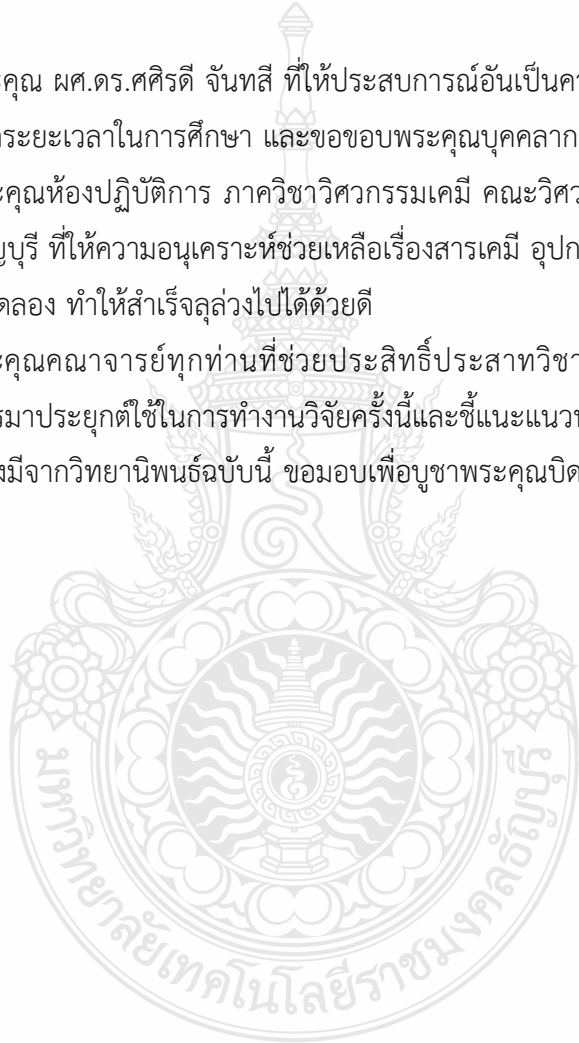 ะคุณ ผศ.ดร.ศศิรดี จันทสี ที่ให้ประสบการณ์อันเป็นคา
ระยะเวลาในการศึกษา และขอขอบพระคุณบุคคลาก
ะคุณห้องปฏิบัติการ ภาควิชาวิศวกรรมเคมี คณะวิศว
ญบุรี ที่ให้ความอนุเคราะห์ช่วยเหลือเรื่องสารเคมี อุปก
ดลอง ทำให้สำเร็จลุล่วงไปได้ด้วยดี
ะคุณคณาจารย์ทุกท่านที่ช่วยประสิทธิ์ประสาทวิชา
รมาประยุกต์ใช้ในการทำงานวิจัยครั้งนี้และชี้แนะแนว
งมีจากวิทยานิพนธ์ฉบับนี้ ขอมอบเพื่อบูชาพระคุณบิด
มหาวิทยาลัยเทคโนโลยีราชมงคลธัญบุรี